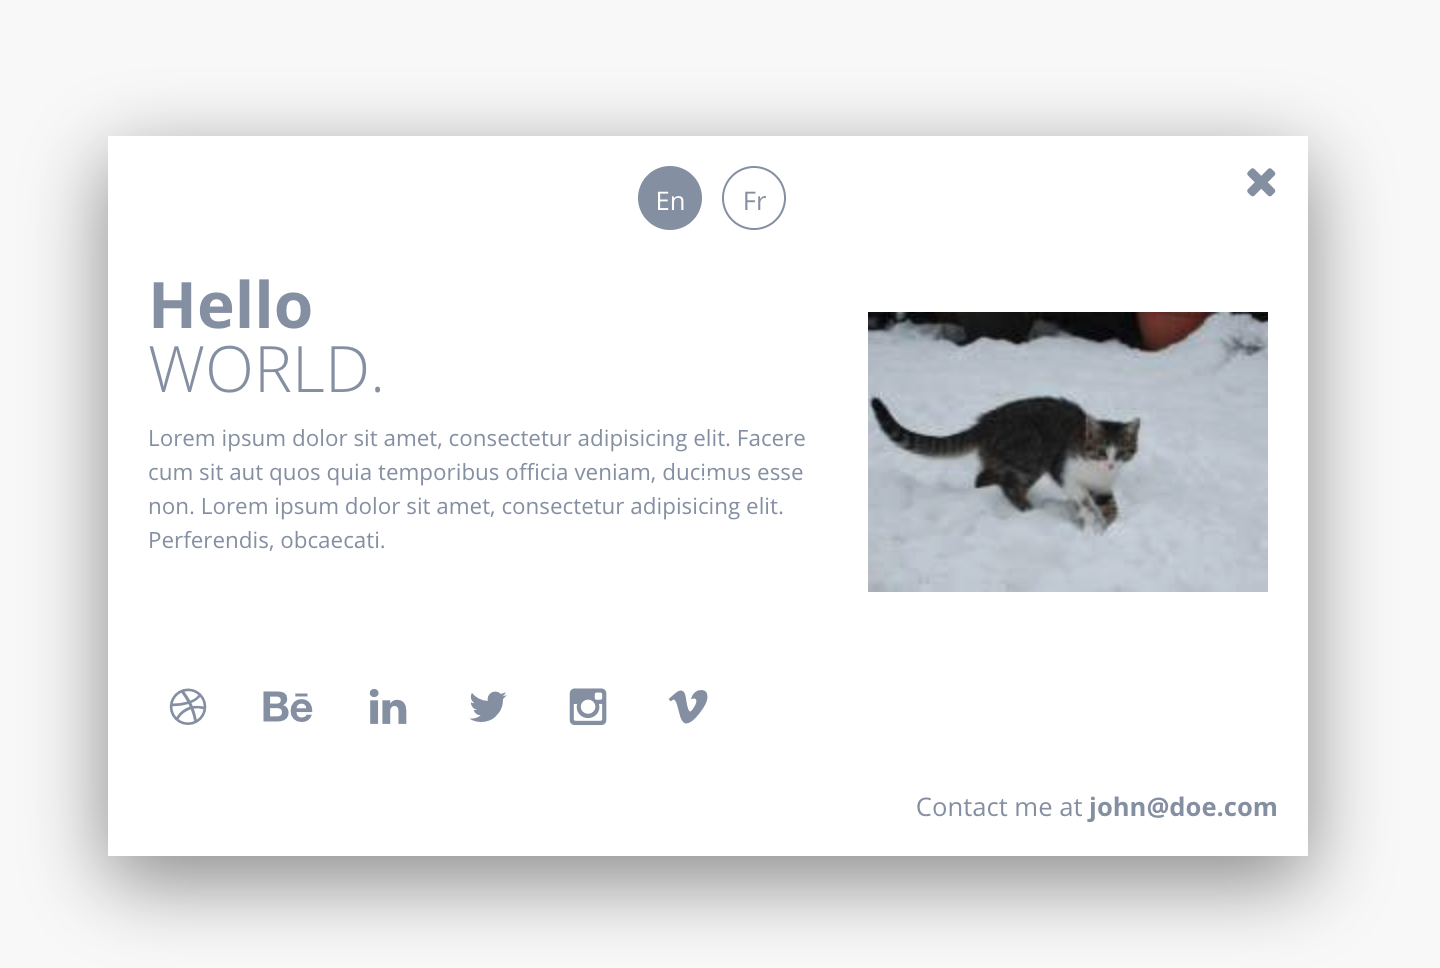 En Fr
Hello
WORLD.
Lorem ipsum dolor sit amet, consectetur adipisicing elit. Facere
cum sit aut quos quia temporibus officia veniam, ducimus esse
non. Lorem ipsum dolor sit amet, consectetur adipisicing elit.
Perferendis, obcaecati.
Bē in
Contact me at john@doe.com